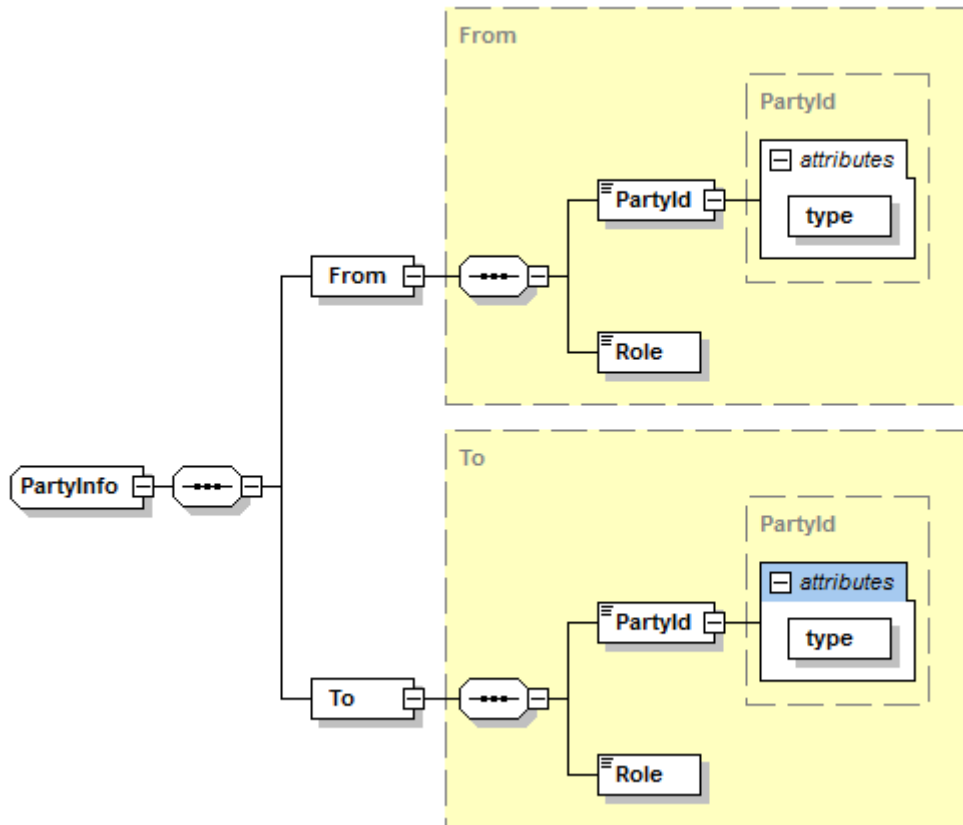 From
PartyId
attributes
PartyId
type
From
Role
To
PartyInfo
PartyId
attributes
PartyId
type
To
Role